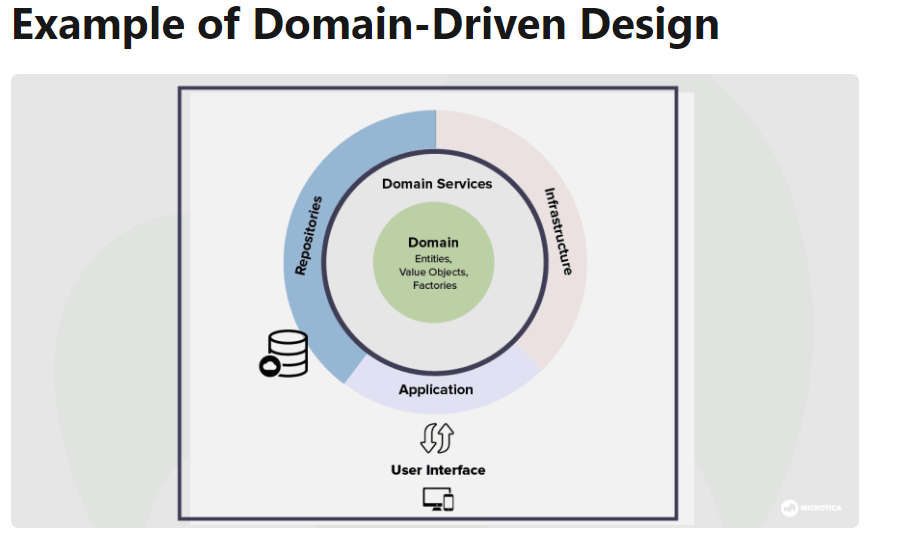 Example of Domain-Driven Design
Domain Services
Repositories
Infrastructure
Domain
Entities,
Value Objects,
Factories
Application
User Interface
MICROTICA